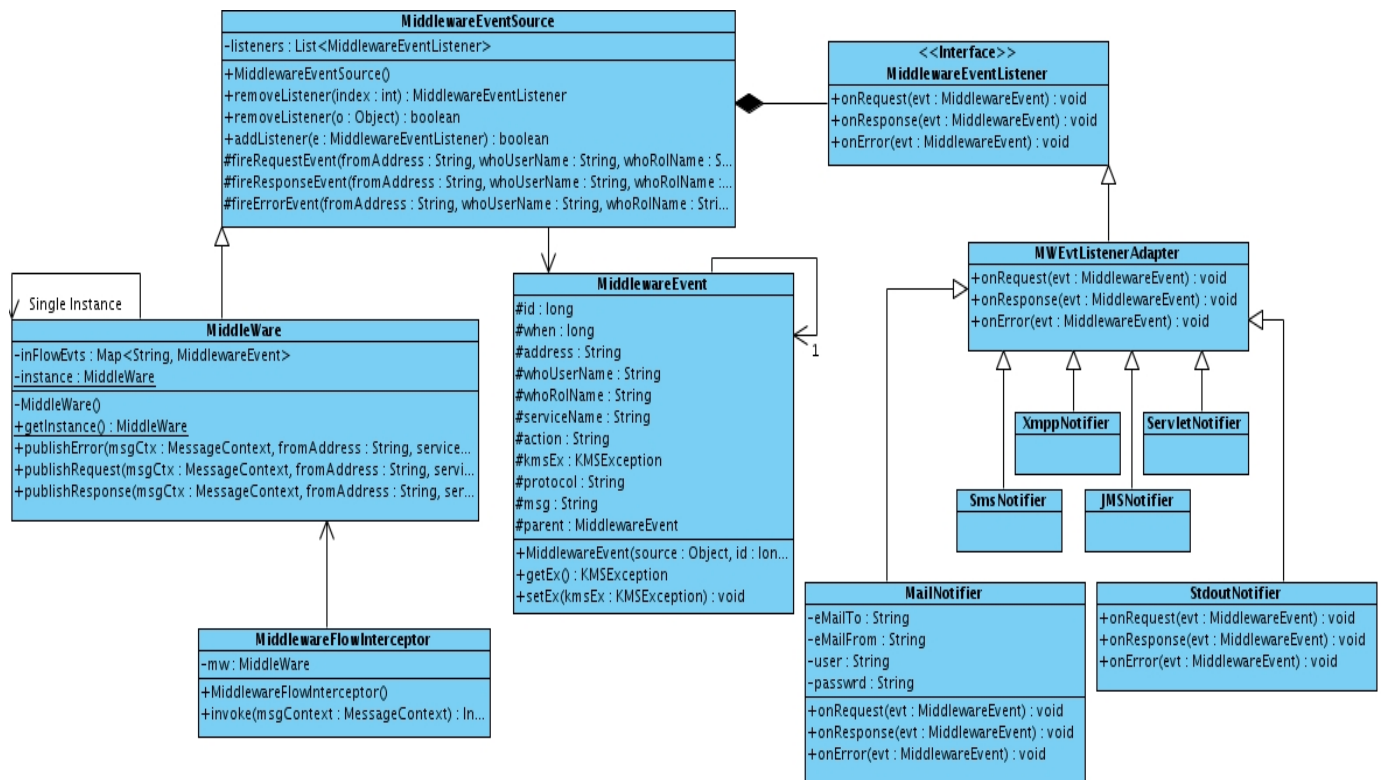 MiddlewareEventSource
-listeners : List<MiddlewareEventListener>
+MiddlewareEventSource()
+removeListener(index : int) : MiddlewareEventListener
+removeListener(o : Object) : boolean
+addListener(e : MiddlewareEventListener) : boolean
#fireRequestEvent(fromAddress : String, whoUserName : String, whoRolName : S...
#fireResponseEvent(fromAddress : String, whoUserName : String, whoRolName :...
#fireErrorEvent(fromAddress : String, whoUserName : String, whoRolName : Stri...
<<Interface>>
MiddlewareEventListener
+onRequest(evt : MiddlewareEvent) : void
+onResponse(evt : MiddlewareEvent) : void
+onError(evt : MiddlewareEvent) : void
MWEvtListenerAdapter
+onRequest(evt : MiddlewareEvent) : void
+onResponse(evt : MiddlewareEvent) : void
+onError(evt : MiddlewareEvent) : void
Single Instance
MiddleWare
-inFlowEvts : Map<String, MiddlewareEvent>
-instance : MiddleWare
-MiddleWare()
+getInstance() : MiddleWare
+publishError(msgCtx : MessageContext, fromAddress : String, service...
+publishRequest(msgCtx : MessageContext, fromAddress : String, servi...
+publishResponse(msgCtx : MessageContext, fromAddress : String, ser...
MiddlewareEvent
#id : long
#when : long
#address : String
#whoUserName : String
#whoRolName : String
#serviceName : String
#action : String
#kmsEx : KMSException
#protocol : String
#msg : String
#parent : MiddlewareEvent
+MiddlewareEvent(source : Object, id : lon...
+getEx() : KMSException
+setEx(kmsEx : KMSException) : void
1
XmppNotifier
ServletNotifier
SmsNotifier
JMSNotifier
MiddlewareFlowInterceptor
-mw : MiddleWare
+MiddlewareFlowInterceptor()
+invoke(msgContext : MessageContext) : In...
MailNotifier
-eMailTo : String
-eMailFrom : String
-user : String
-passwrd : String
+onRequest(evt : MiddlewareEvent) : void
+onResponse(evt : MiddlewareEvent) : void
+onError(evt : MiddlewareEvent) : void
StdoutNotifier
+onRequest(evt : MiddlewareEvent) : void
+onResponse(evt : MiddlewareEvent) : void
+onError(evt : MiddlewareEvent) : void